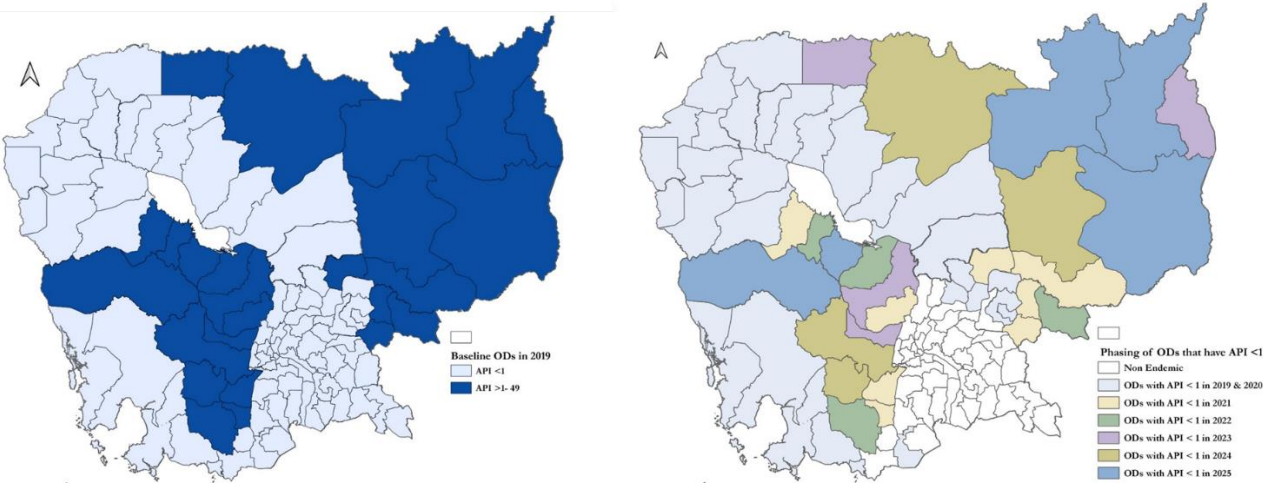 Baseline ODs in 2019
API <1
API >1- 49
Phasing of ODs that have API <1
Non Endemic
ODs with API < 1 in 2019 & 2020
ODs with API < 1 in 2021
ODs with API < 1 in 2022
ODs with API < 1 in 2023
ODs with API < 1 in 2024
ODs with API < 1 in 2025